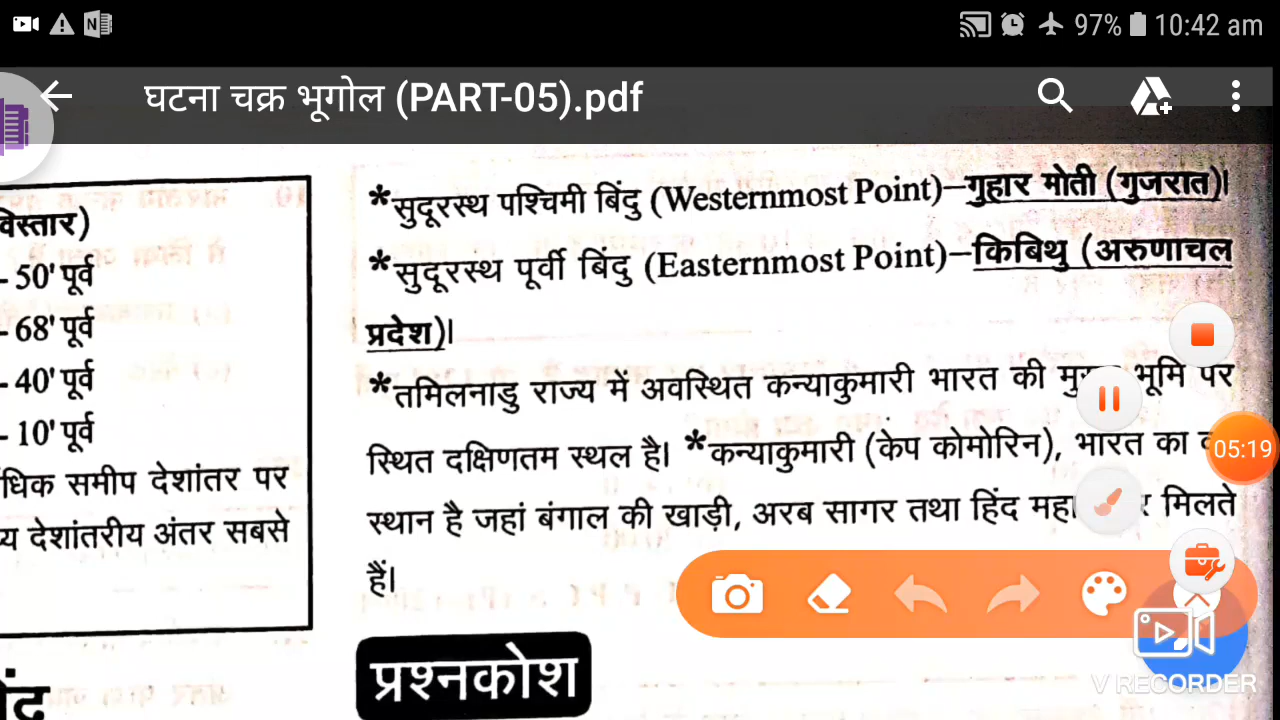 97% 10:42 am
घटना चक्र भूगोल (PART-05).pdf
विस्तार)
- 50' पूर्व
- 68' पूर्व
- 40' पूर्व
- 10' पूर्व
देशांतर पर
देशांतरीय अंतर सबसे
*सुदूरस्थ पश्चिमी बिंदु (Westernmost Point)–गुहार मोती (गुजरात)।
*सुदूरस्थ पूर्वी बिंदु (Easternmost Point)–किबिथु (अरुणाचल
प्रदेश)।
*तमिलनाडु राज्य में अवस्थित कन्याकुमारी भारत की भूमि पर
स्थित दक्षिणतम स्थल है। *कन्याकुमारी (केप कोमोरिन), भारत का
स्थान है जहां बंगाल की खाड़ी, अरब सागर तथा हिंद मिलते
हैं।
प्रश्नकोश
05:19
V RECORDER